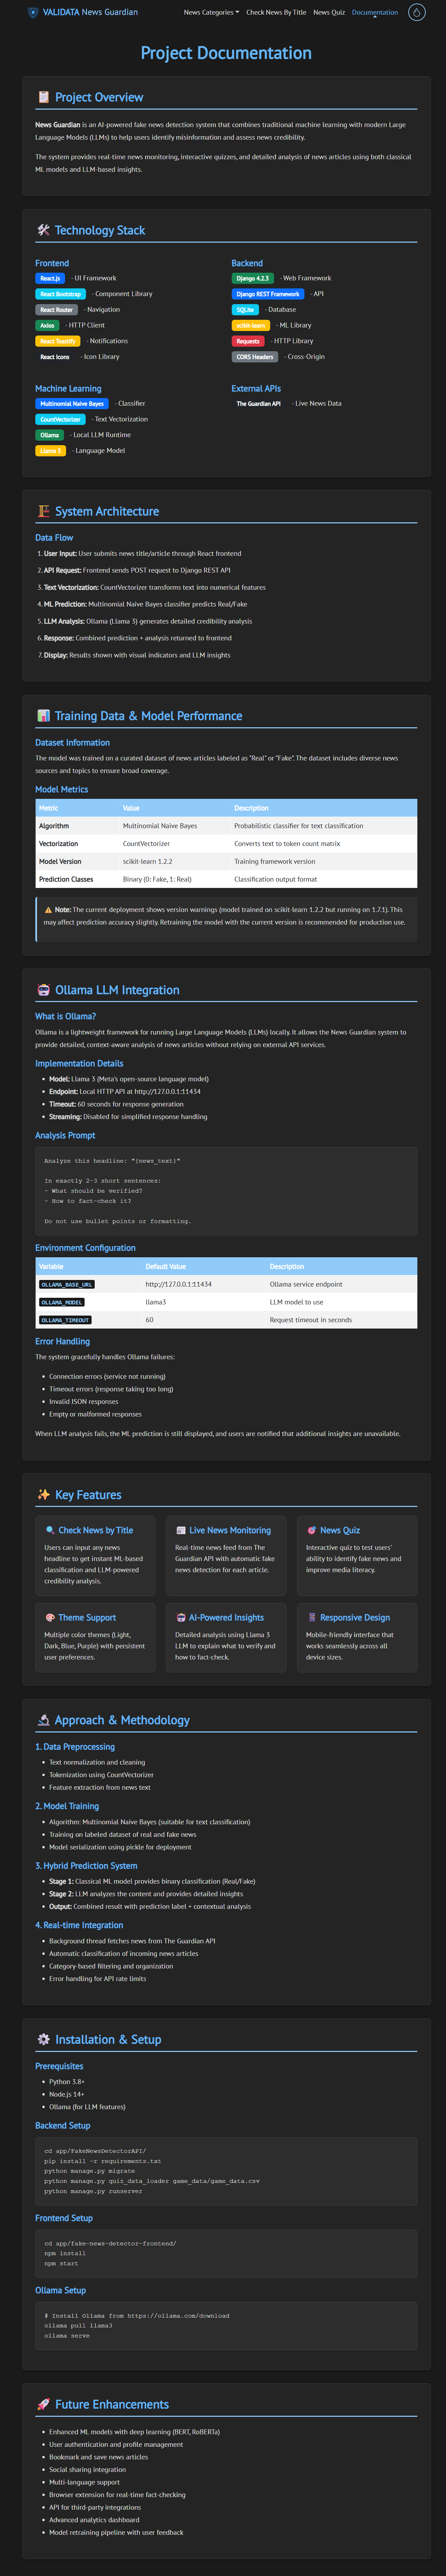 VALIDATA News Guardian
News Categories
Check News By Title
News Quiz
Documentation
Project Documentation
Project Overview
News Guardian is an AI-powered fake news detection system that combines traditional machine learning with modern Large
Language Models (LLMs) to help users identify misinformation and assess news credibility.
The system provides real-time news monitoring, interactive quizzes, and detailed analysis of news articles using both classical
ML models and LLM-based insights.
Technology Stack
Frontend
React.js - UI Framework
React Bootstrap - Component Library
React Router - Navigation
Axios - HTTP Client
React Toastify - Notifications
React Icons - Icon Library
Backend
Django 4.2.3 - Web Framework
Django REST Framework - API
SQLite - Database
scikit-learn - ML Library
Requests - HTTP Library
CORS Headers - Cross-Origin
Machine Learning
Multinomial Naive Bayes - Classifier
CountVectorizer - Text Vectorization
Ollama - Local LLM Runtime
Llama 3 - Language Model
External APIs
The Guardian API - Live News Data
System Architecture
Data Flow
1. User Input: User submits news title/article through React frontend
2. API Request: Frontend sends POST request to Django REST API
3. Text Vectorization: CountVectorizer transforms text into numerical features
4. ML Prediction: Multinomial Naive Bayes classifier predicts Real/Fake
5. LLM Analysis: Ollama (Llama 3) generates detailed credibility analysis
6. Response: Combined prediction + analysis returned to frontend
7. Display: Results shown with visual indicators and LLM insights
Training Data & Model Performance
Dataset Information
The model was trained on a curated dataset of news articles labeled as "Real" or "Fake". The dataset includes diverse news
sources and topics to ensure broad coverage.
Model Metrics
Metric Value Description
Algorithm Multinomial Naive Bayes Probabilistic classifier for text classification
Vectorization CountVectorizer Converts text to token count matrix
Model Version scikit-learn 1.2.2 Training framework version
Prediction Classes Binary (0: Fake, 1: Real) Classification output format
⚠️ Note: The current deployment shows version warnings (model trained on scikit-learn 1.2.2 but running on 1.7.1). This
may affect prediction accuracy slightly. Retraining the model with the current version is recommended for production use.
Ollama LLM Integration
What is Ollama?
Ollama is a lightweight framework for running Large Language Models (LLMs) locally. It allows the News Guardian system to
provide detailed, context-aware analysis of news articles without relying on external API services.
Implementation Details
• Model: Llama 3 (Meta's open-source language model)
• Endpoint: Local HTTP API at http://127.0.0.1:11434
• Timeout: 60 seconds for response generation
• Streaming: Disabled for simplified response handling
Analysis Prompt
Analyze this headline: "{news_text}"
In exactly 2-3 short sentences:
- What should be verified?
- How to fact-check it?
Do not use bullet points or formatting.
Environment Configuration
Variable Default Value Description
OLLAMA_BASE_URL http://127.0.0.1:11434 Ollama service endpoint
OLLAMA_MODEL llama3 LLM model to use
OLLAMA_TIMEOUT 60 Request timeout in seconds
Error Handling
The system gracefully handles Ollama failures:
• Connection errors (service not running)
• Timeout errors (response taking too long)
• Invalid JSON responses
• Empty or malformed responses
When LLM analysis fails, the ML prediction is still displayed, and users are notified that additional insights are unavailable.
Key Features
Check News by Title
Users can input any news
headline to get instant ML-based
classification and LLM-powered
credibility analysis.
Live News Monitoring
Real-time news feed from The
Guardian API with automatic fake
news detection for each article.
News Quiz
Interactive quiz to test users'
ability to identify fake news and
improve media literacy.
Theme Support
Multiple color themes (Light,
Dark, Blue, Purple) with persistent
user preferences.
AI-Powered Insights
Detailed analysis using Llama 3
LLM to explain what to verify and
how to fact-check.
Responsive Design
Mobile-friendly interface that
works seamlessly across all
device sizes.
Approach & Methodology
1. Data Preprocessing
• Text normalization and cleaning
• Tokenization using CountVectorizer
• Feature extraction from news text
2. Model Training
• Algorithm: Multinomial Naive Bayes (suitable for text classification)
• Training on labeled dataset of real and fake news
• Model serialization using pickle for deployment
3. Hybrid Prediction System
• Stage 1: Classical ML model provides binary classification (Real/Fake)
• Stage 2: LLM analyzes the content and provides detailed insights
• Output: Combined result with prediction label + contextual analysis
4. Real-time Integration
• Background thread fetches news from The Guardian API
• Automatic classification of incoming news articles
• Category-based filtering and organization
• Error handling for API rate limits
Installation & Setup
Prerequisites
• Python 3.8+
• Node.js 14+
• Ollama (for LLM features)
Backend Setup
cd app/FakeNewsDetectorAPI/
pip install -r requirements.txt
python manage.py migrate
python manage.py quiz_data_loader game_data/game_data.csv
python manage.py runserver
Frontend Setup
cd app/fake-news-detector-frontend/
npm install
npm start
Ollama Setup
# Install Ollama from https://ollama.com/download
ollama pull llama3
ollama serve
Future Enhancements
• Enhanced ML models with deep learning (BERT, RoBERTa)
• User authentication and profile management
• Bookmark and save news articles
• Social sharing integration
• Multi-language support
• Browser extension for real-time fact-checking
• API for third-party integrations
• Advanced analytics dashboard
• Model retraining pipeline with user feedback